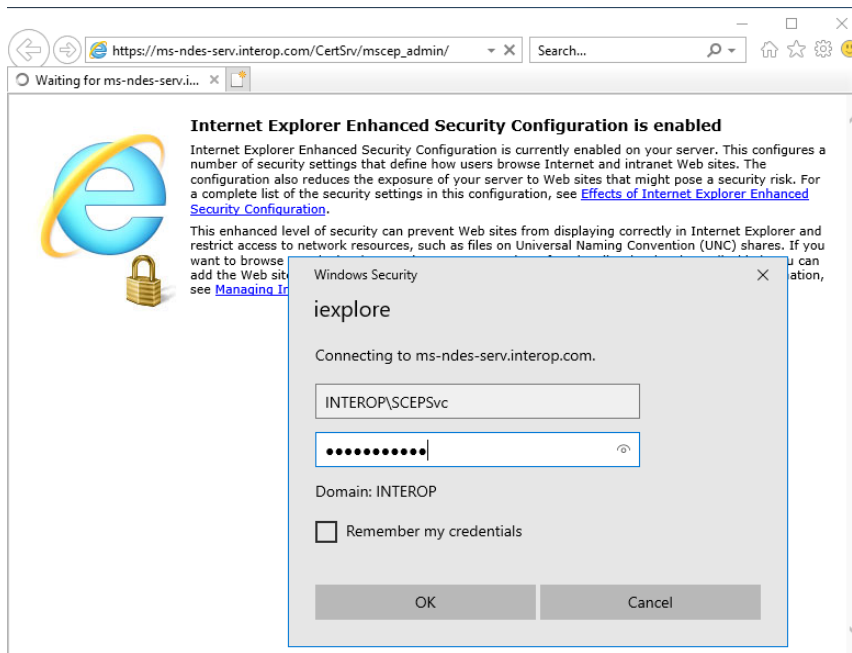 https://ms-ndes-serv.interop.com/CertSrv/mscep_admin/
Search...
Waiting for ms-ndes-serv.i...
Internet Explorer Enhanced Security Configuration is enabled
Internet Explorer Enhanced Security Configuration is currently enabled on your server. This configures a
number of security settings that define how users browse Internet and intranet Web sites. The
configuration also reduces the exposure of your server to Web sites that might pose a security risk. For
a complete list of the security settings in this configuration, see Effects of Internet Explorer Enhanced
Security Configuration.
This enhanced level of security can prevent Web sites from displaying correctly in Internet Explorer and
restrict access to network resources, such as files on Universal Naming Convention (UNC) shares. If you
want to browse
add the Web
see Managing
Windows Security
iexplore
Connecting to ms-ndes-serv.interop.com.
INTEROP\SCEPSvc
Domain: INTEROP
Remember my credentials
OK
Cancel